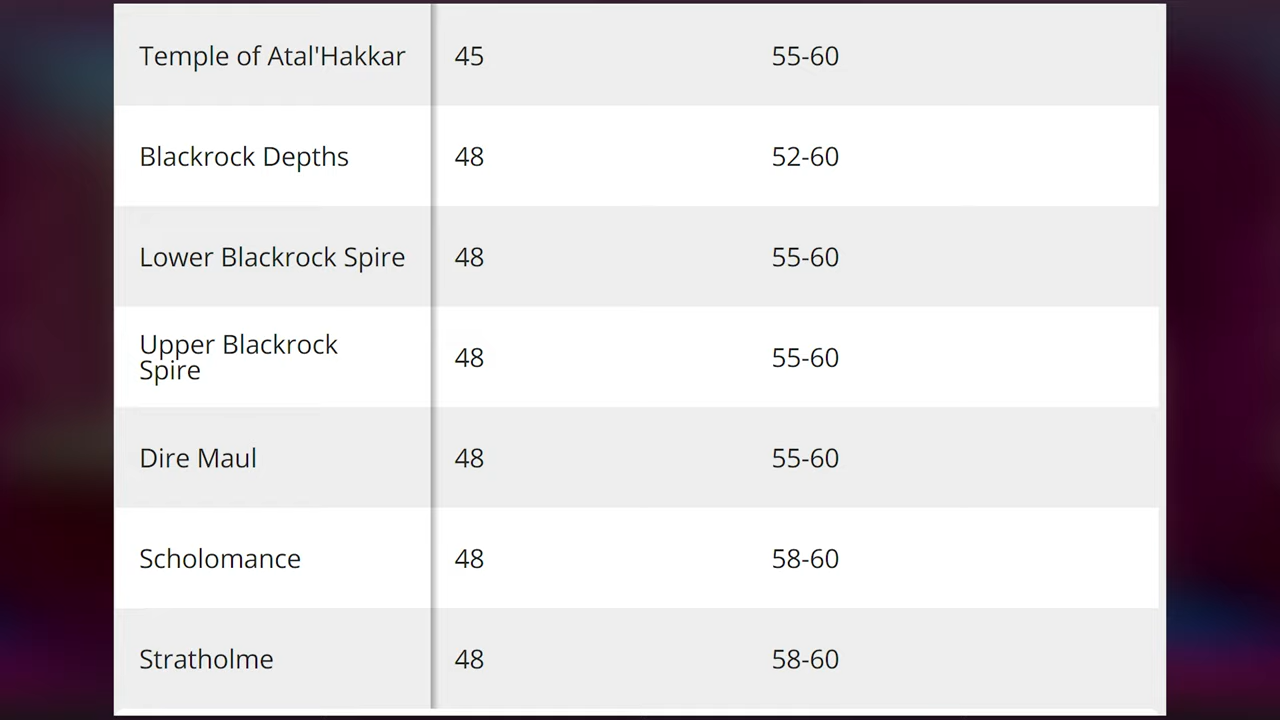 Temple of Atal'Hakkar 45 55-60
Blackrock Depths 48 52-60
Lower Blackrock Spire 48 55-60
Upper Blackrock
Spire 48 55-60
Dire Maul 48 55-60
Scholomance 48 58-60
Stratholme 48 58-60